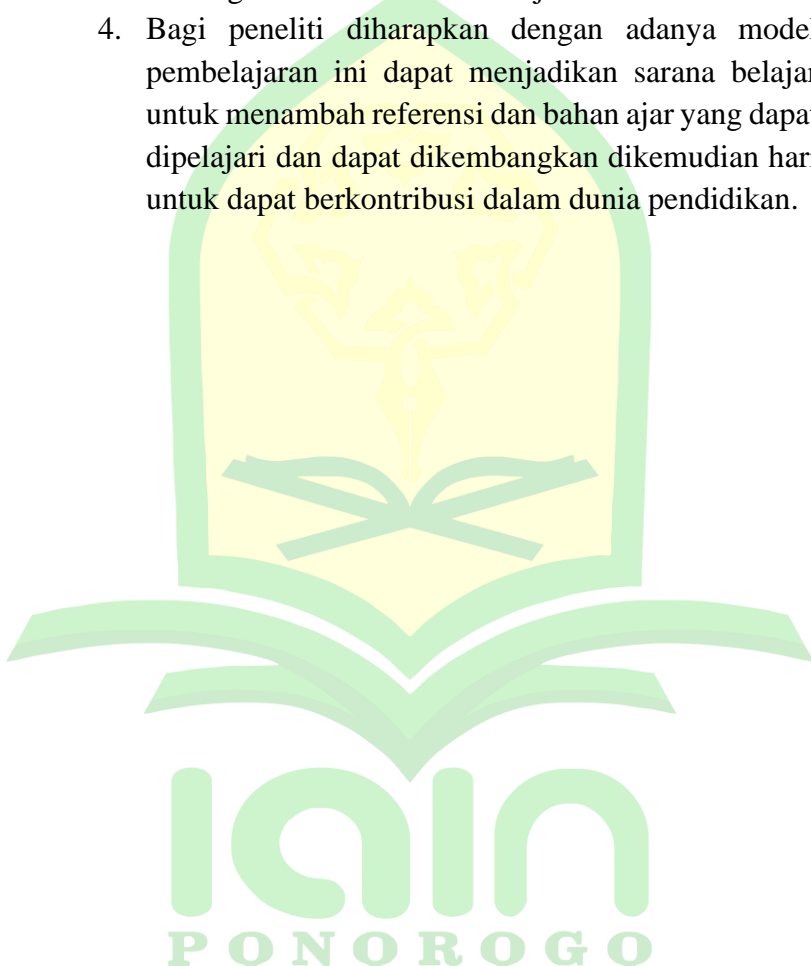 4. Bagi peneliti diharapkan dengan adanya model
pembelajaran ini dapat menjadikan sarana belajar
untuk menambah referensi dan bahan ajar yang dapat
dipelajari dan dapat dikembangkan dikemudian hari
untuk dapat berkontribusi dalam dunia pendidikan.
iain
PONOROGO